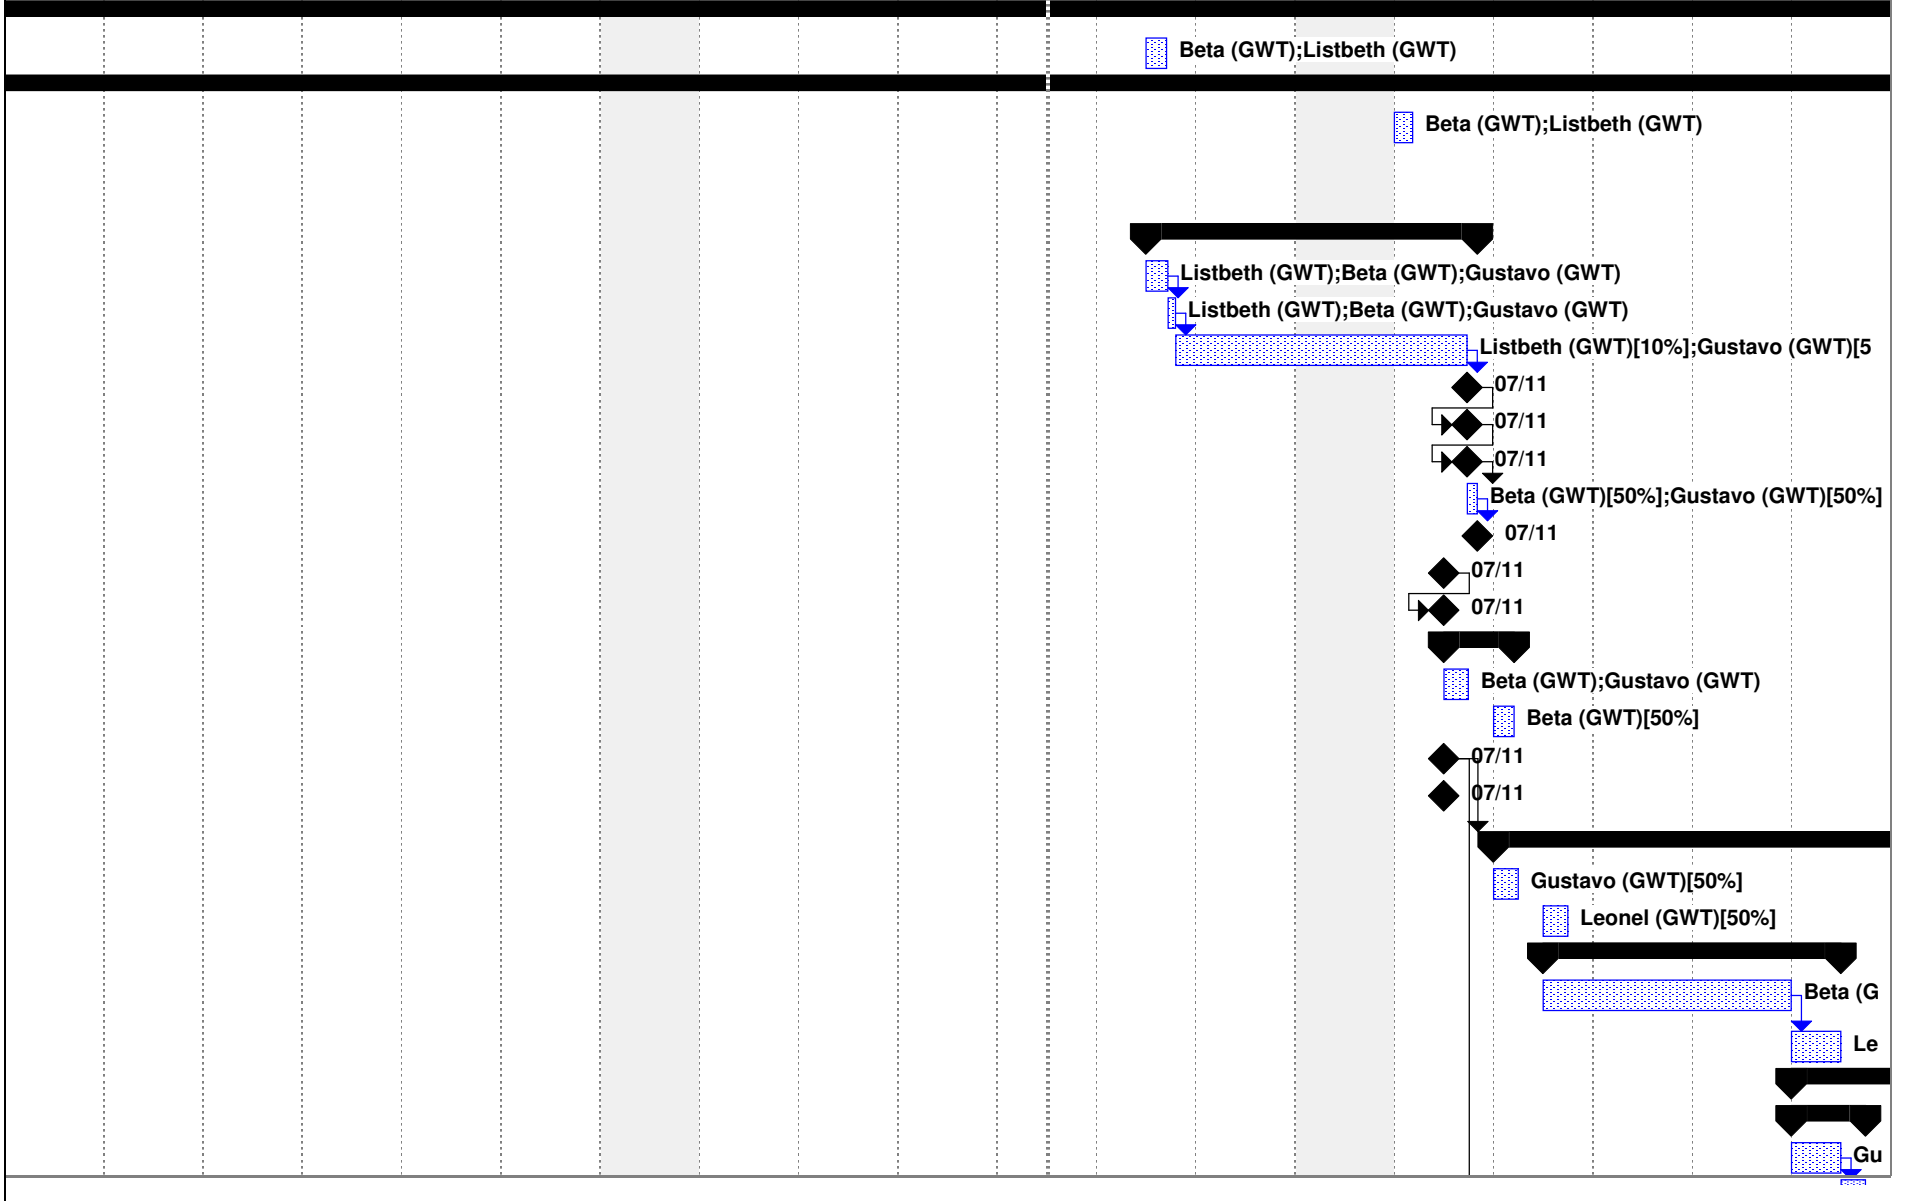 Beta (GWT);Listbeth (GWT)
Beta (GWT);Listbeth (GWT)
Listbeth (GWT);Beta (GWT);Gustavo (GWT)
Listbeth (GWT);Beta (GWT);Gustavo (GWT)
Listbeth (GWT)[10%];Gustavo (GWT)[5
07/11
07/11
07/11
Beta (GWT)[50%];Gustavo (GWT)[50%]
07/11
07/11
07/11
Beta (GWT);Gustavo (GWT)
Beta (GWT)[50%]
07/11
07/11
Gustavo (GWT)[50%]
Leonel (GWT)[50%]
Beta (G
Le
Gu